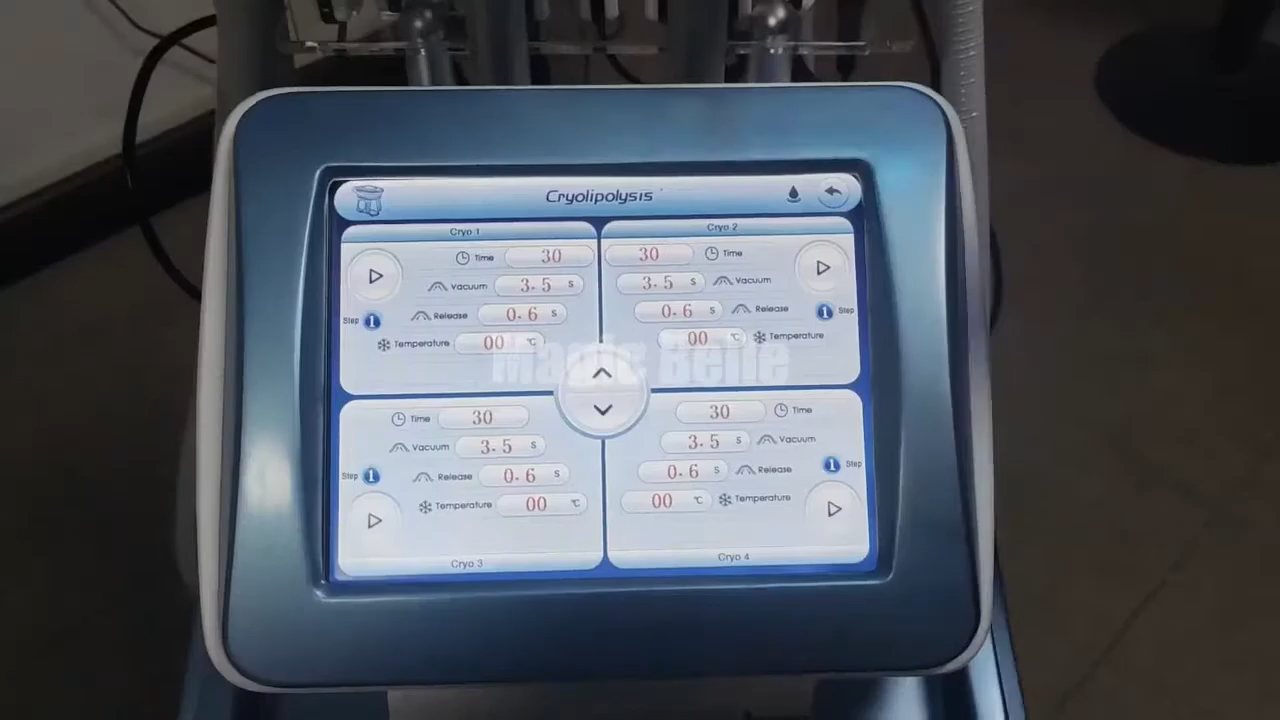 Cryolipolysis
Cryo 1
Time 30
Vacuum 3.5 S
Release 0.6 S
Step 1
Temperature 00 ℃
Cryo 2
30 Time
3.5 S Vacuum
0.6 S Release
1 Step
00 ℃ Temperature
Magic Belle
Time 30
Vacuum 3.5 S
Step 1
Release 0.6 S
Temperature 00 ℃
Cryo 3
30 Time
3.5 S Vacuum
0.6 S Release
1 Step
00 ℃ Temperature
Cryo 4